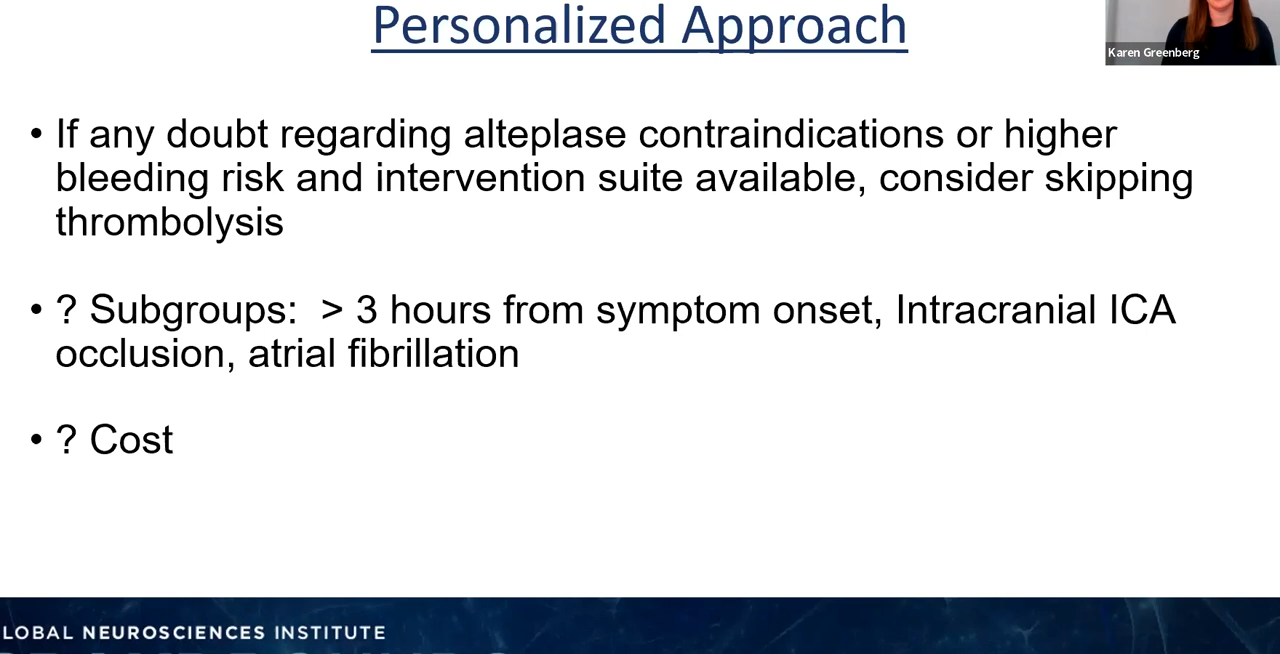 Personalized Approach
Karen Greenberg
• If any doubt regarding alteplase contraindications or higher
bleeding risk and intervention suite available, consider skipping
thrombolysis
• ? Subgroups:  > 3 hours from symptom onset, Intracranial ICA
occlusion, atrial fibrillation
• ? Cost
LOBAL NEUROSCIENCES INSTITUTE